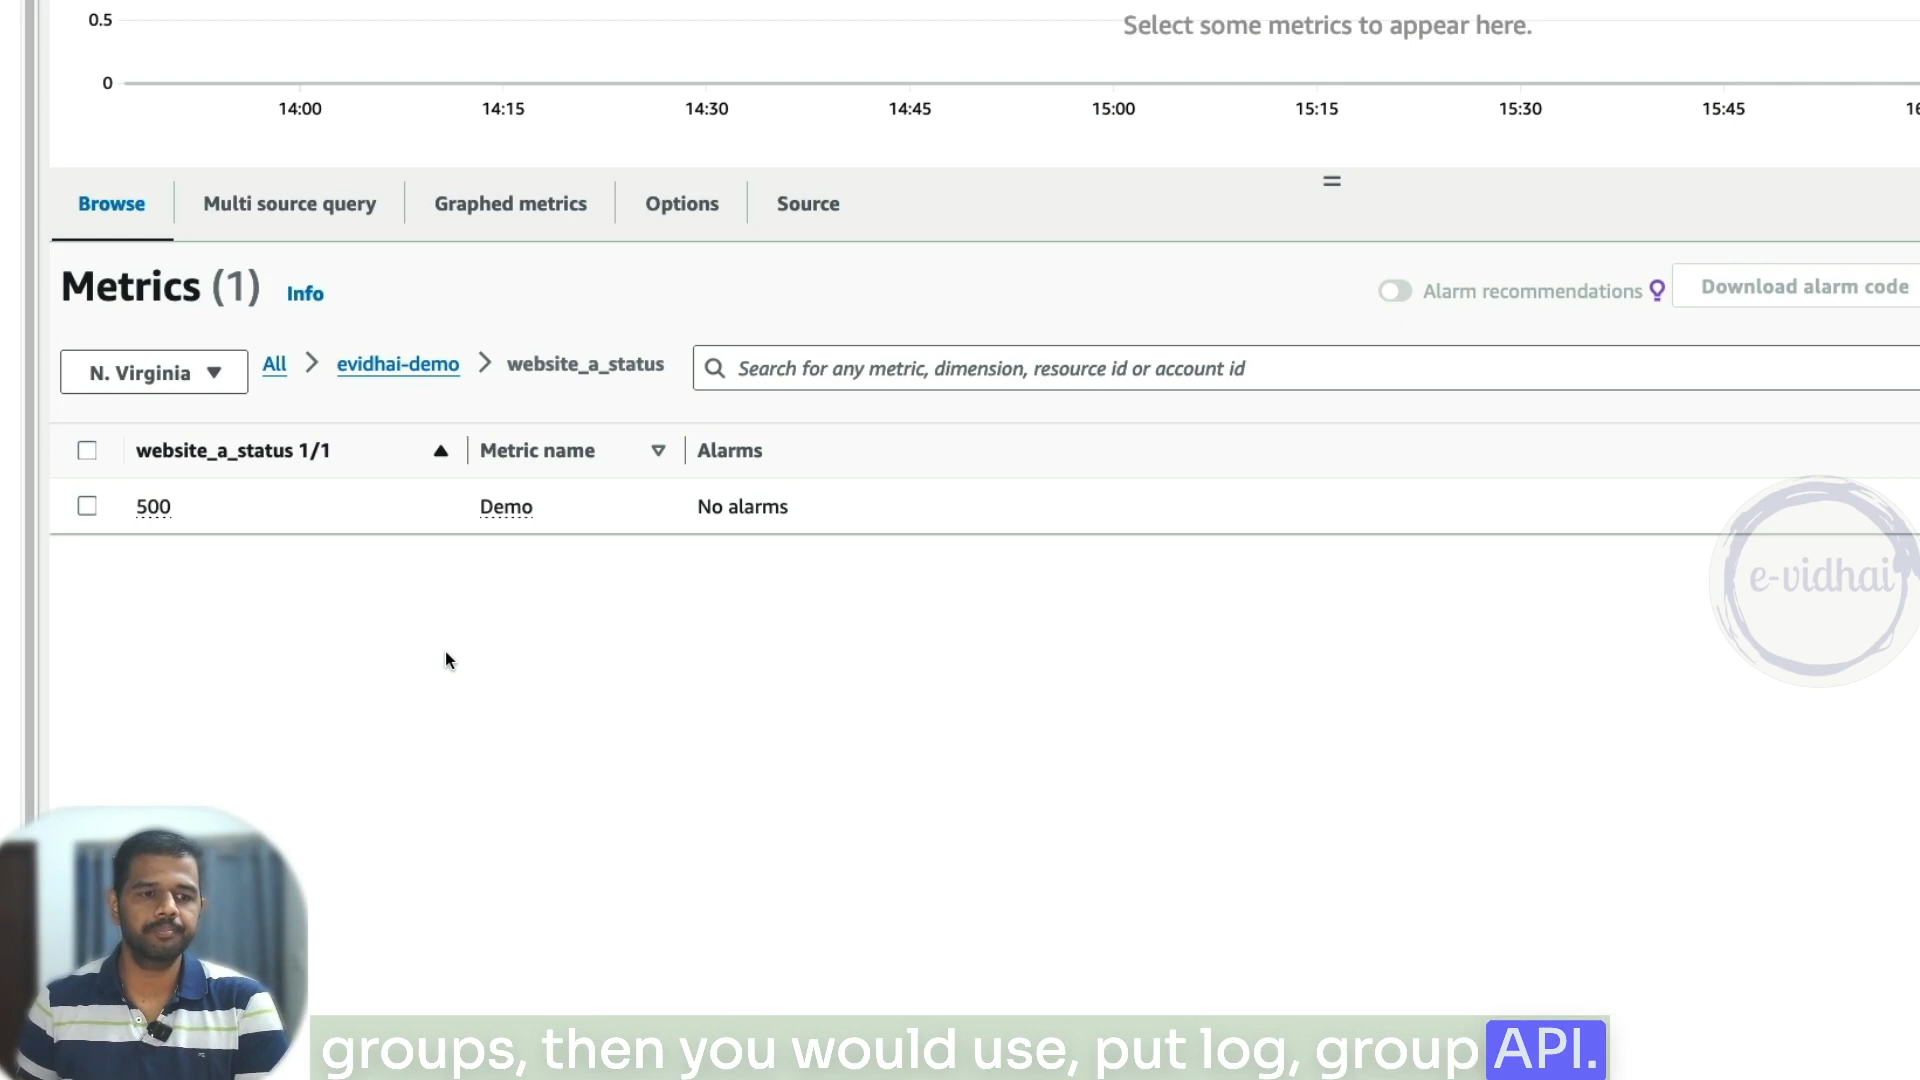 0.5
Select some metrics to appear here.
0
14:00 14:15 14:30 14:45 15:00 15:15 15:30 15:45
Browse Multi source query Graphed metrics Options Source
Metrics (1) Info
Alarm recommendations Download alarm code
N. Virginia All evidhai-demo website_a_status Search for any metric, dimension, resource id or account id
website_a_status 1/1 Metric name Alarms
500 Demo No alarms
e-vidhai
groups, then you would use, put log, group API.